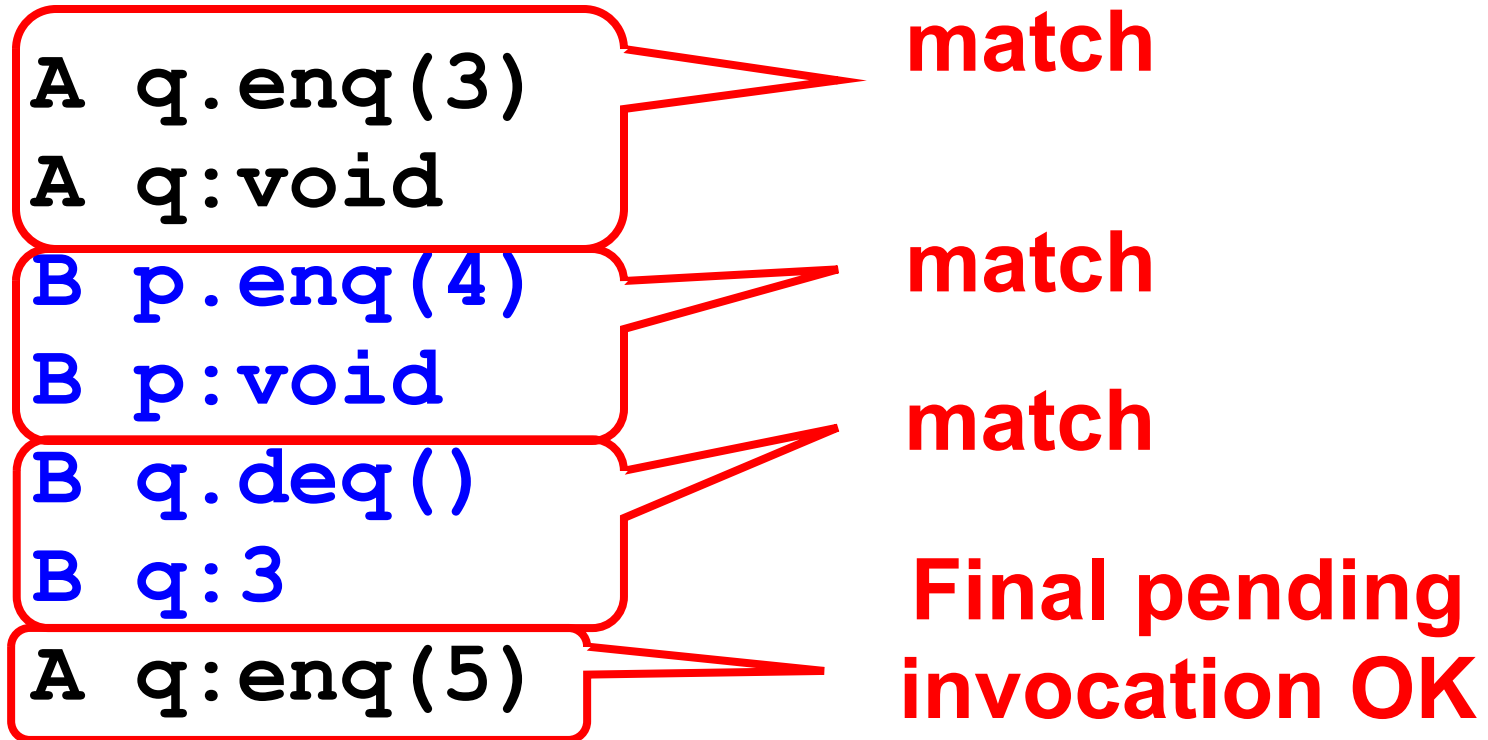 A q.enq(3)
match
A q:void
B p.enq(4)
match
B p:void
match
B q.deq()
B q:3
Final pending
A q:enq(5)
invocation OK